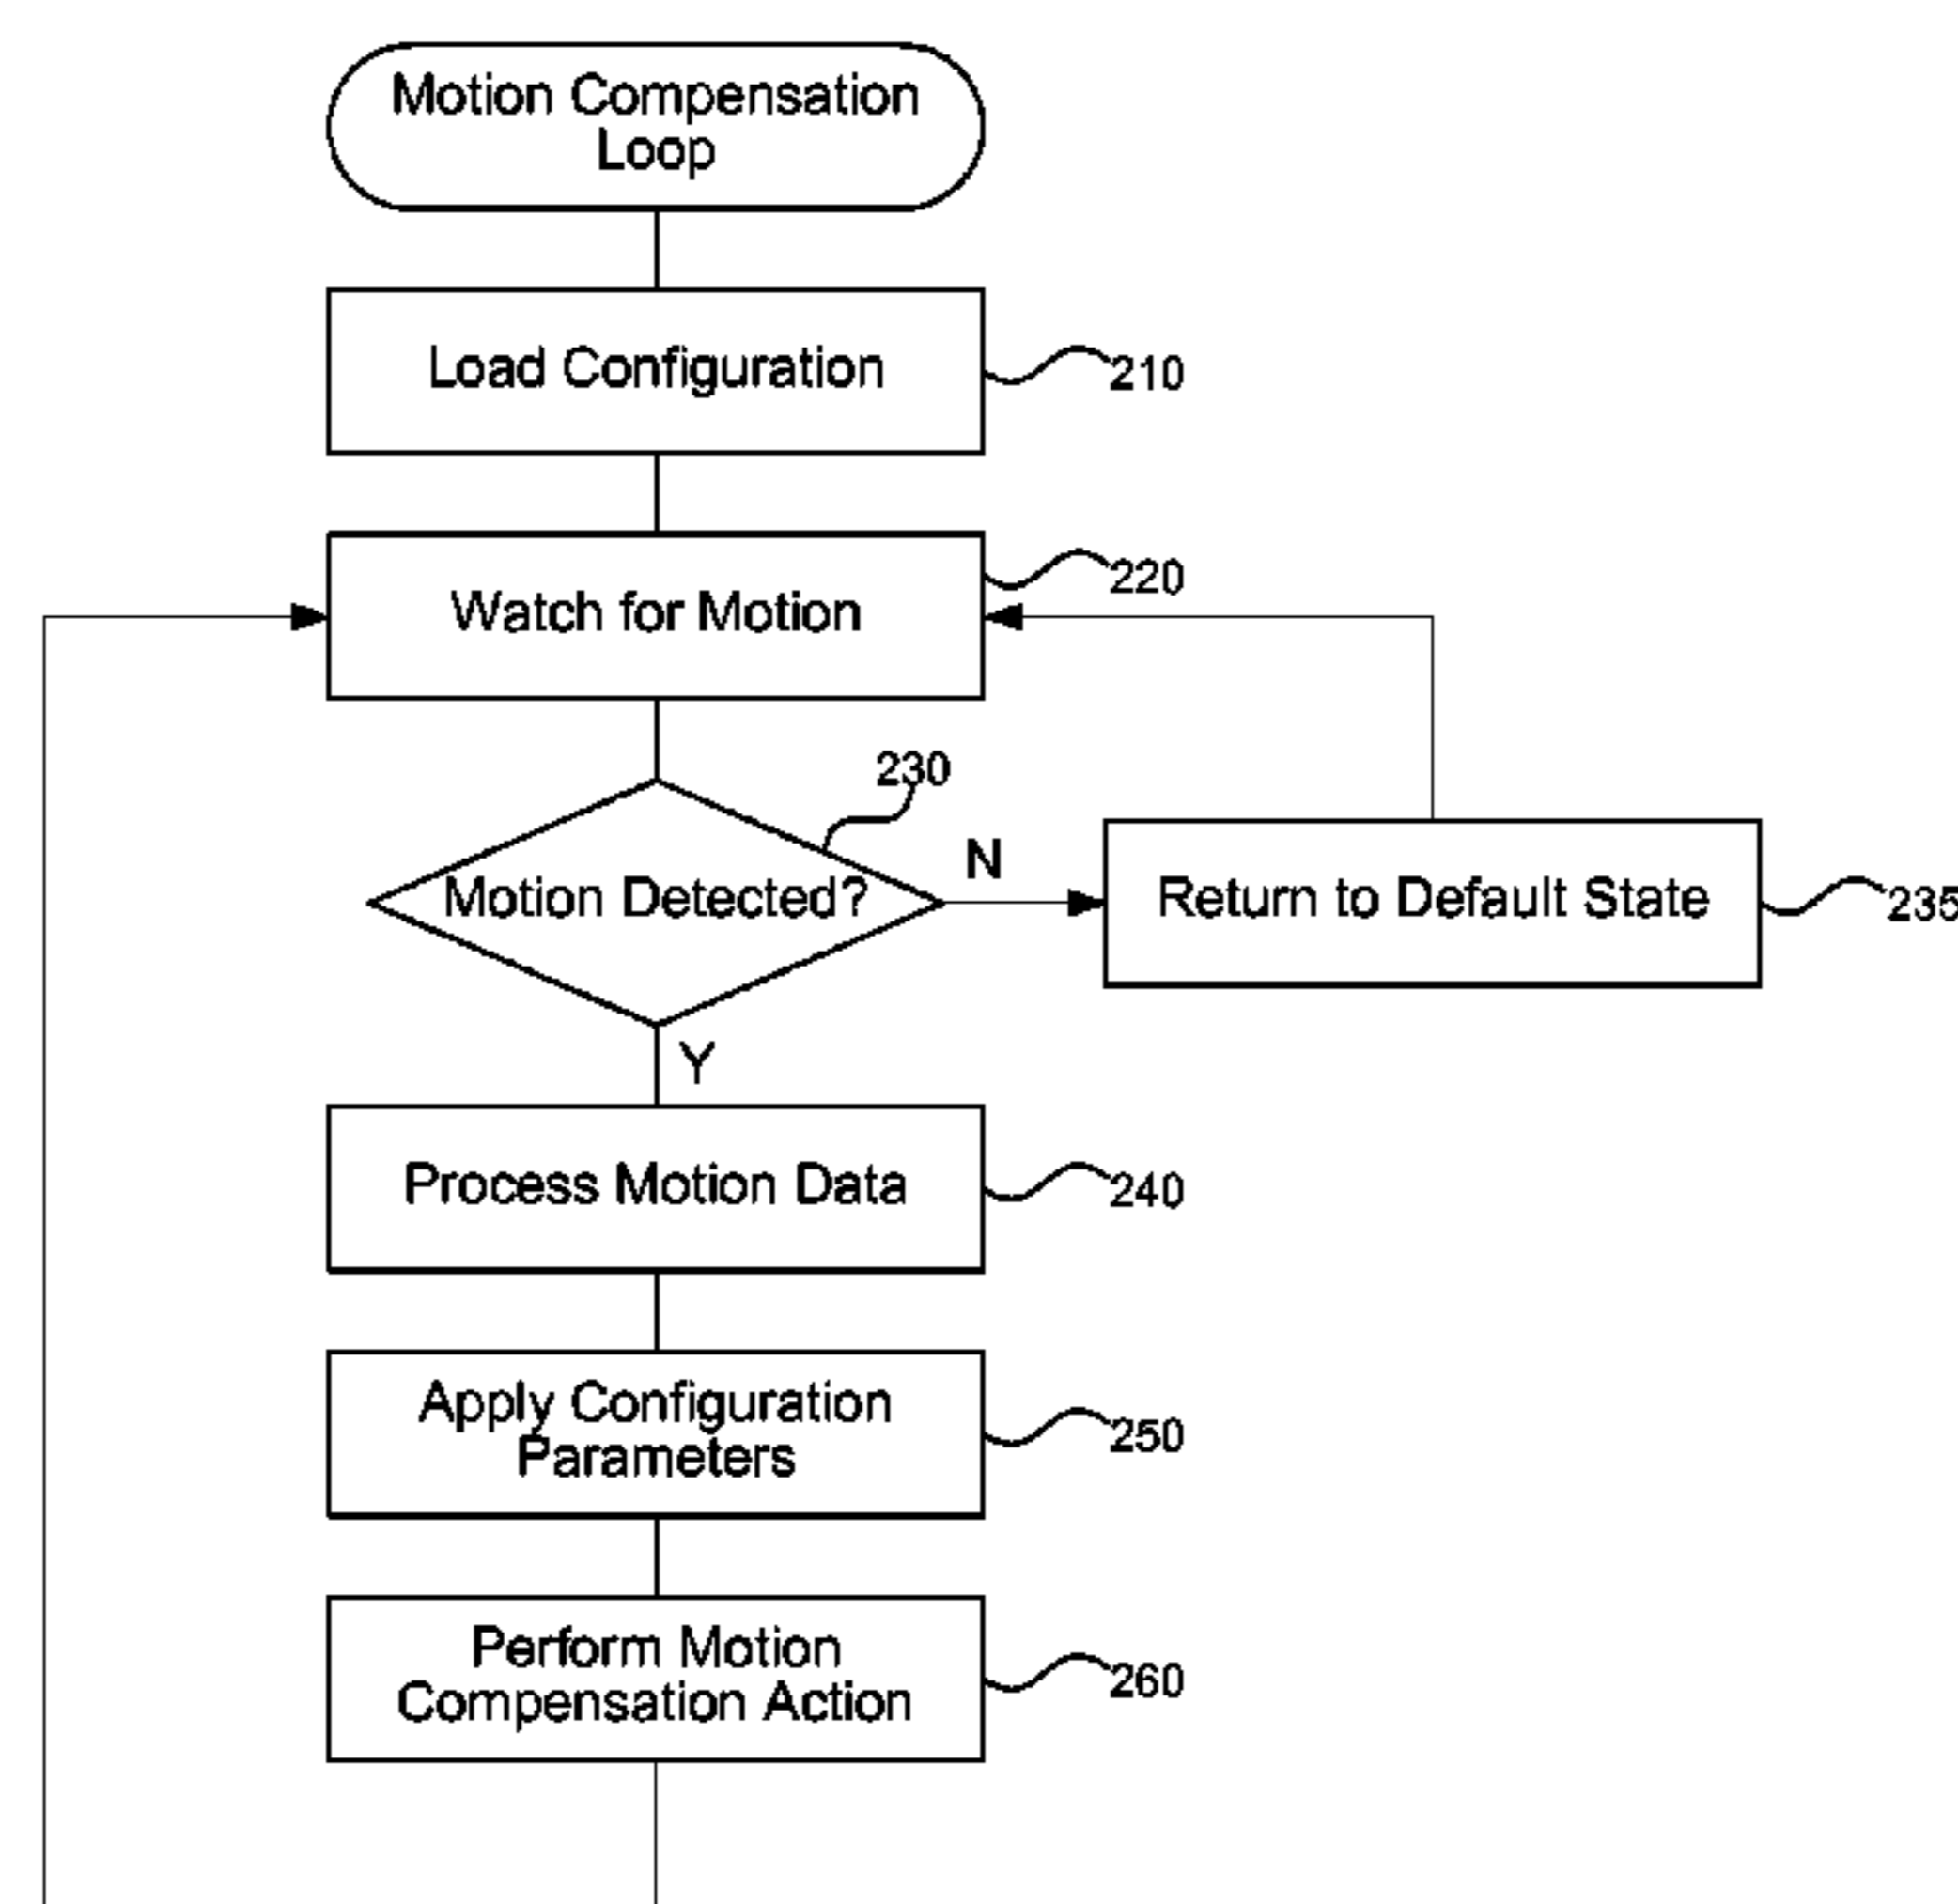 Motion Compensation
Loop
Load Configuration
210
Watch for Motion
220
230
Motion Detected?
N
Return to Default State
235
Y
Process Motion Data
240
Apply Configuration
Parameters
250
Perform Motion
Compensation Action
260